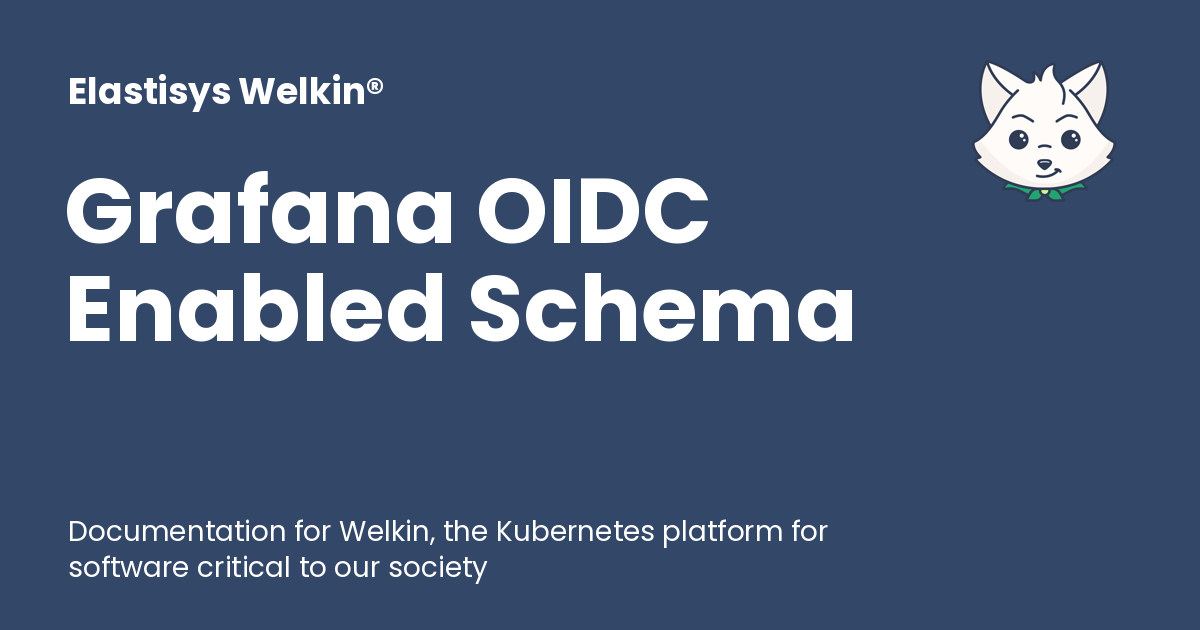 Elastisys Welkin®
Grafana OIDC
Enabled Schema
Documentation for Welkin, the Kubernetes platform for
software critical to our society